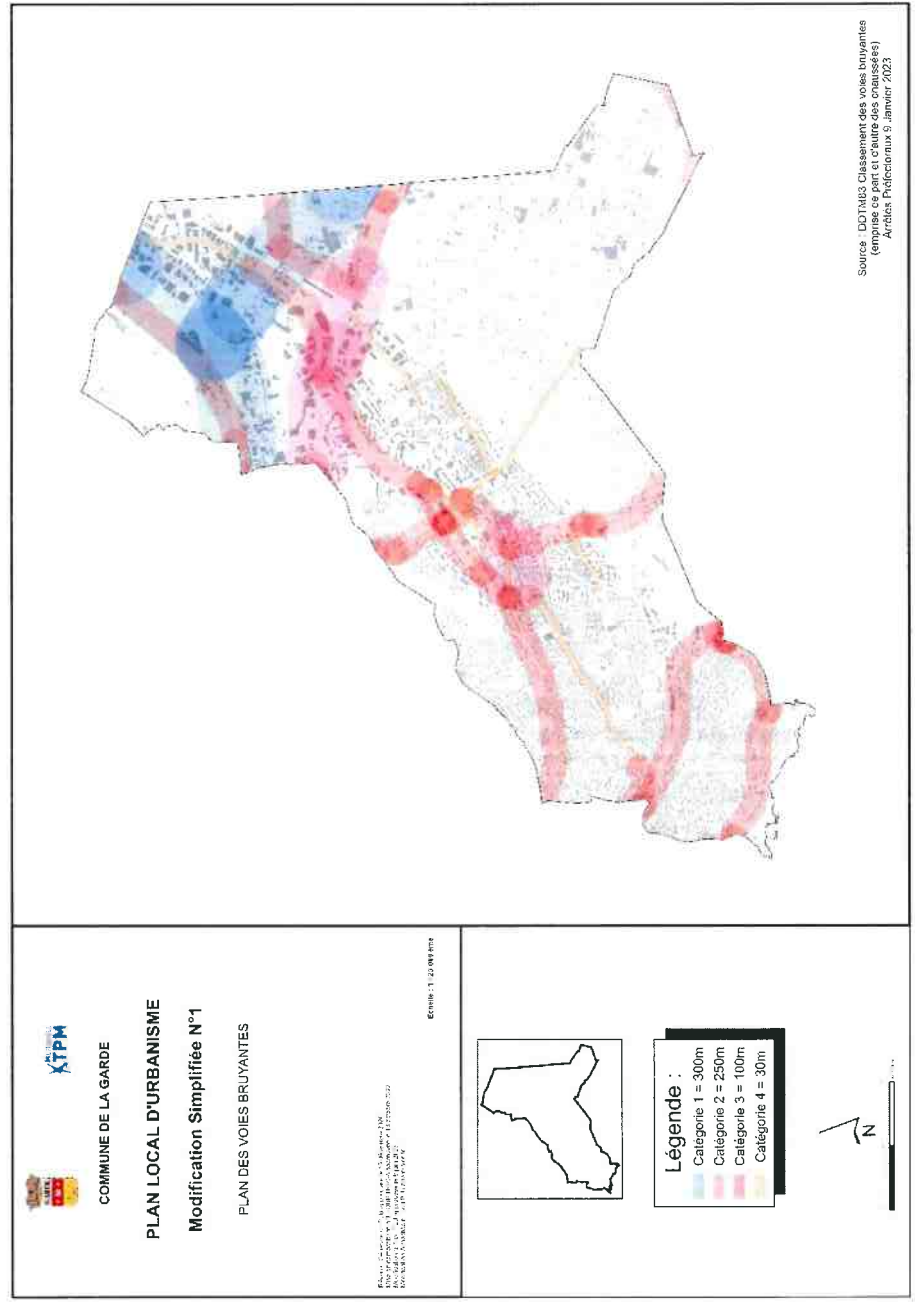 TPM
COMMUNE DE LA GARDE
PLAN LOCAL D'URBANISME
Modification Simplifiée N°1
PLAN DES VOIES BRUYANTES
Légende :
Catégorie 1 = 300m
Catégorie 2 = 250m
Catégorie 3 = 100m
Catégorie 4 = 30m
N
Source : DDTM83 Classement des voies bruyantes
(emprise de part et d'autre des chaussées)
Arrêtés Préfectoraux 9 Janvier 2023